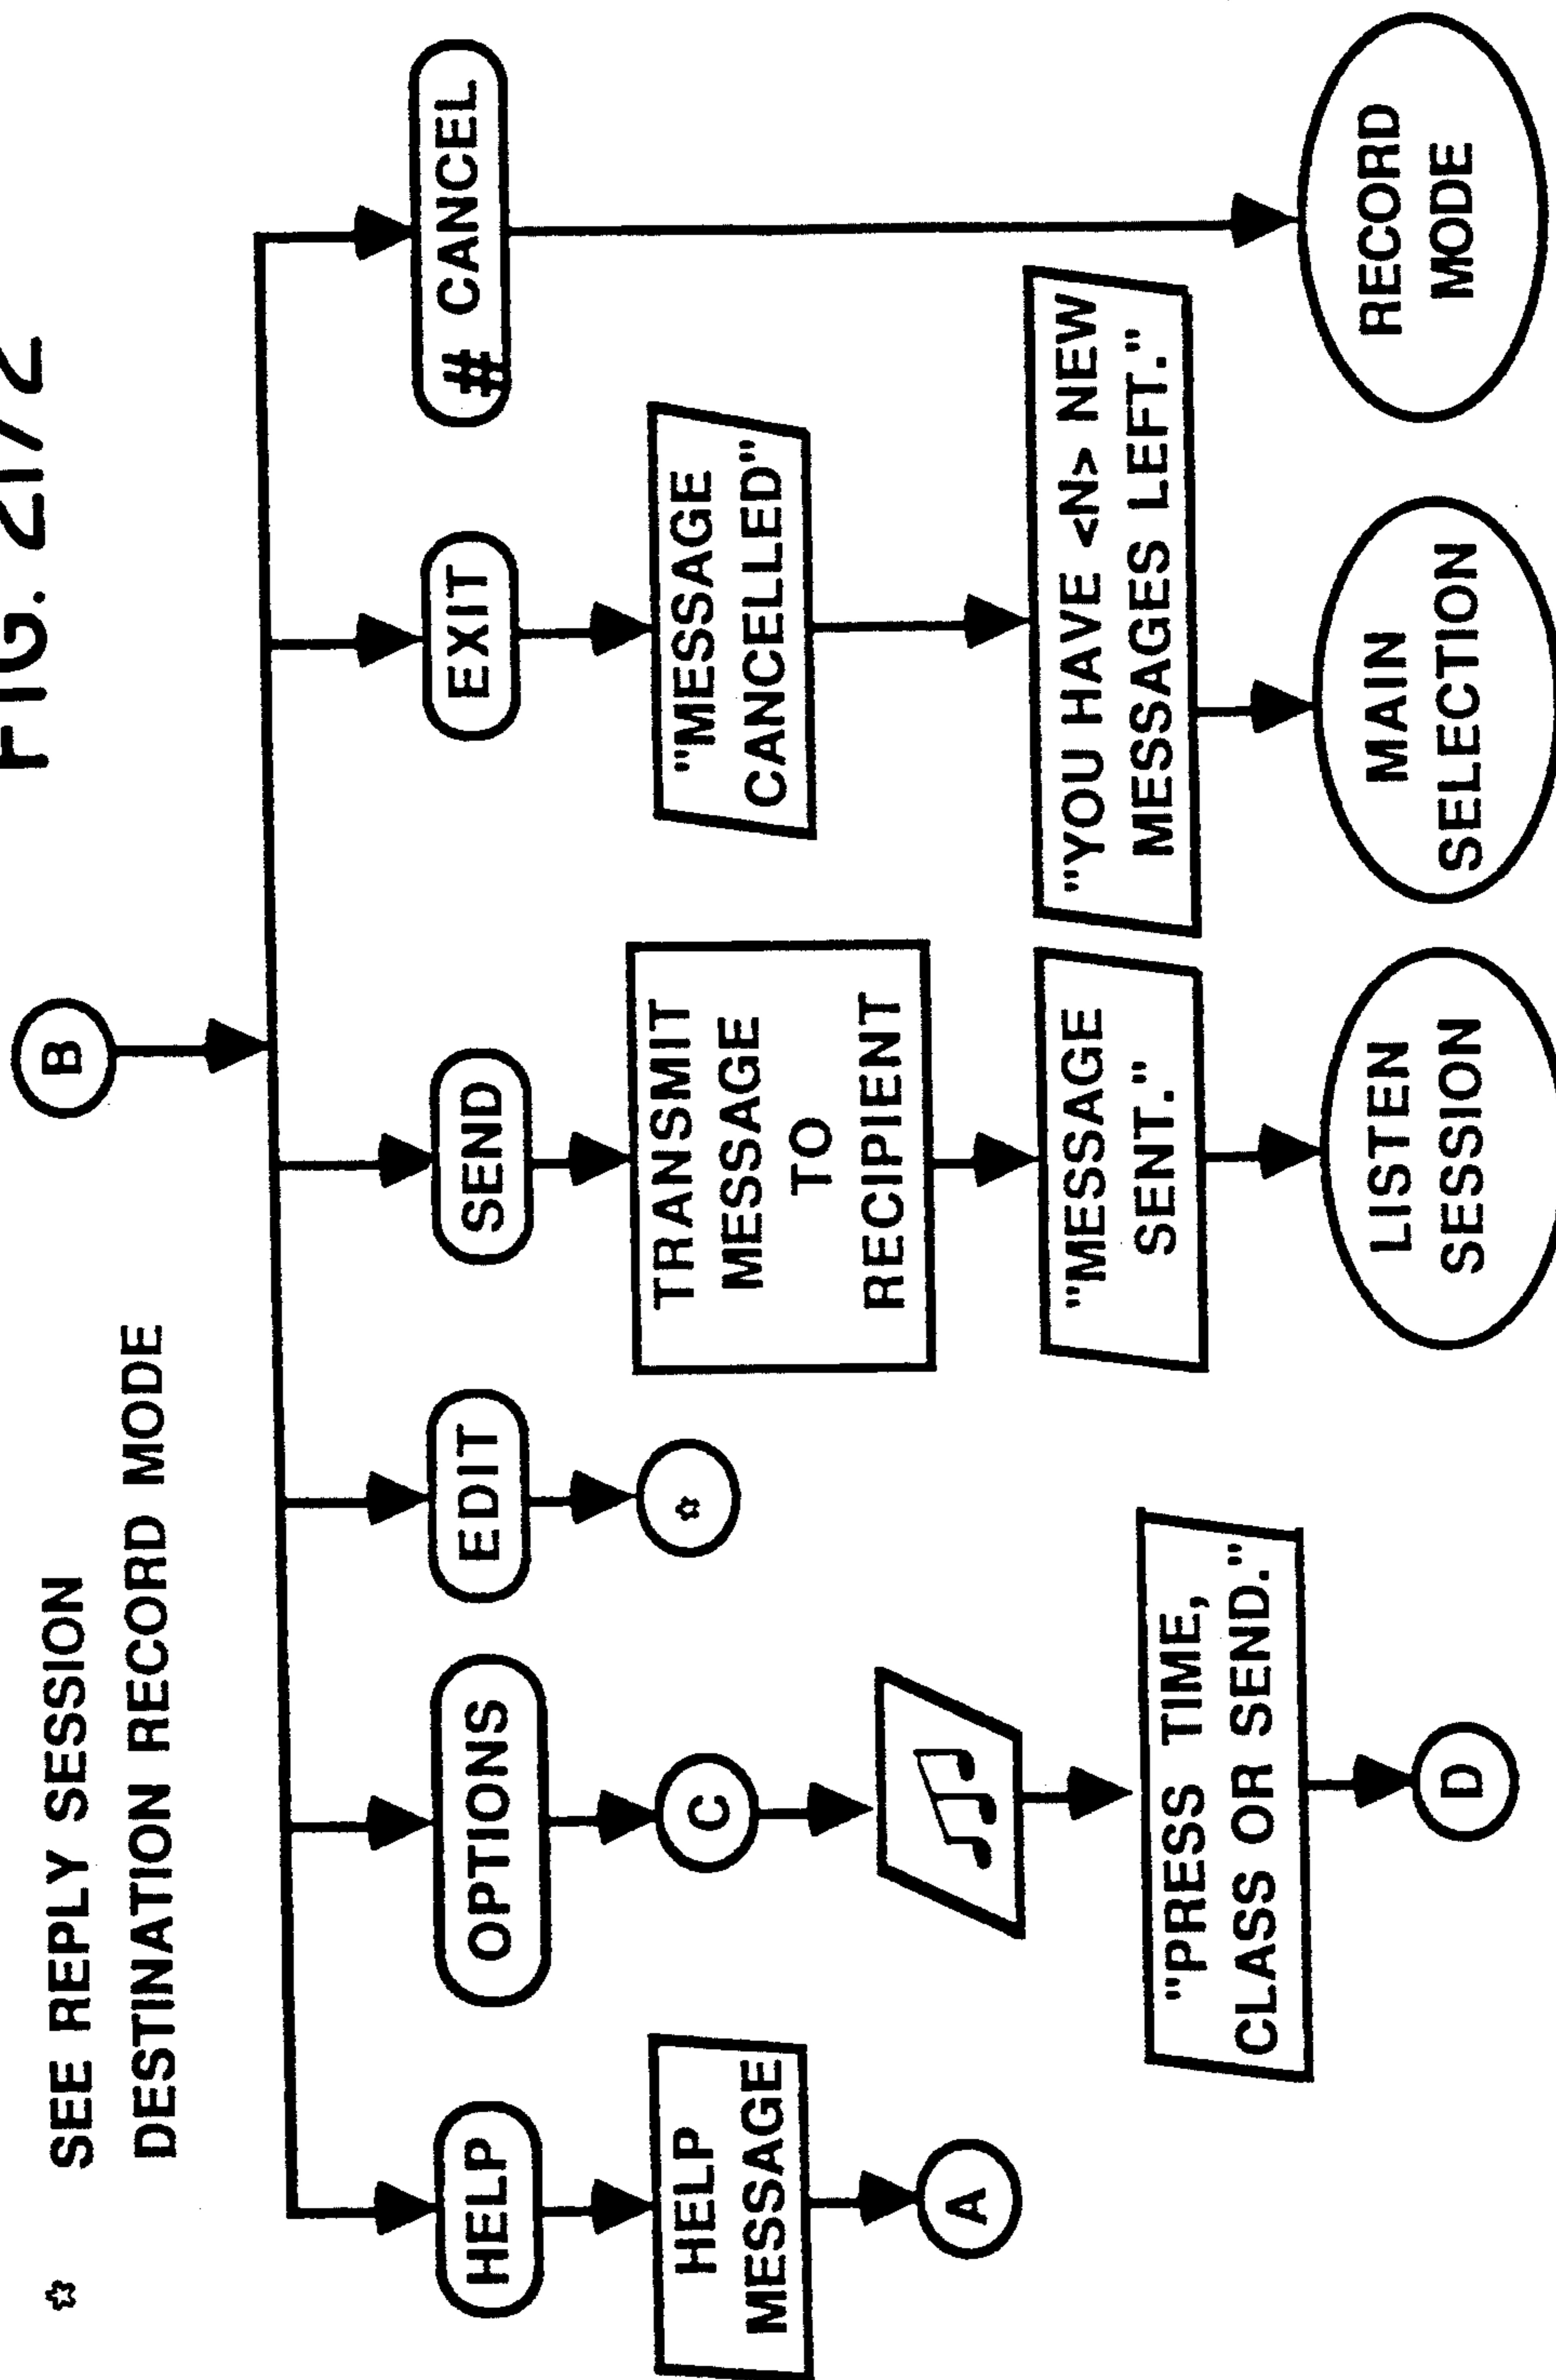 FIG.
* SEE REPLY SESSION
DESTINATION RECORD MODE
B
HELP
OPTIONS
EDIT
SEND
EXIT
# CANCEL
HELP
MESSAGE
A
C
"PRESS TIME,
CLASS OR SEND."
D
*
TRANSMIT
MESSAGE
TO
RECIPIENT
"MESSAGE
SENT."
LISTEN
SESSION
"MESSAGE
CANCELLED"
"YOU HAVE <N> NEW
MESSAGES LEFT."
MAIN
SELECTION
RECORD
MODE